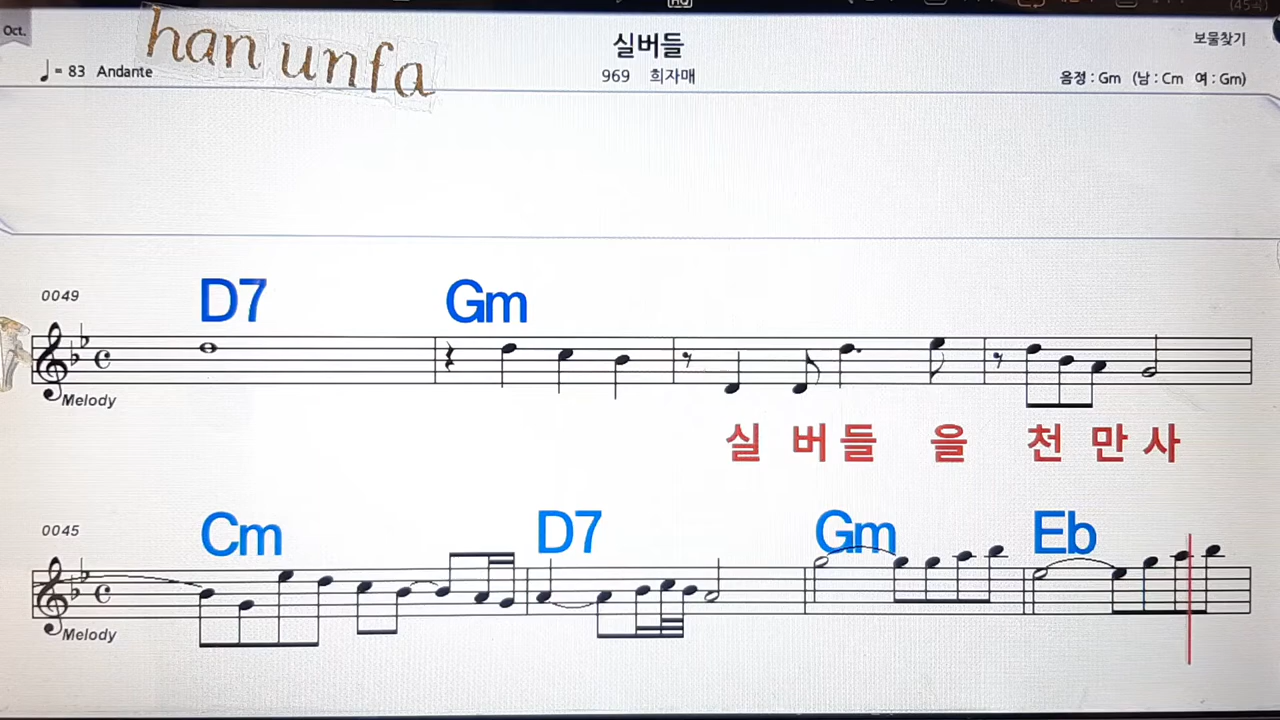 HQ
Oct.
han unfa
실버들
보물찾기
♩= 83 Andante
969 희자매
음정 : Gm (남 : Cm 여 : Gm)
0049
D7 Gm
Melody
실 버 들 을 천 만 사
0045
Cm D7 Gm Eb
Melody